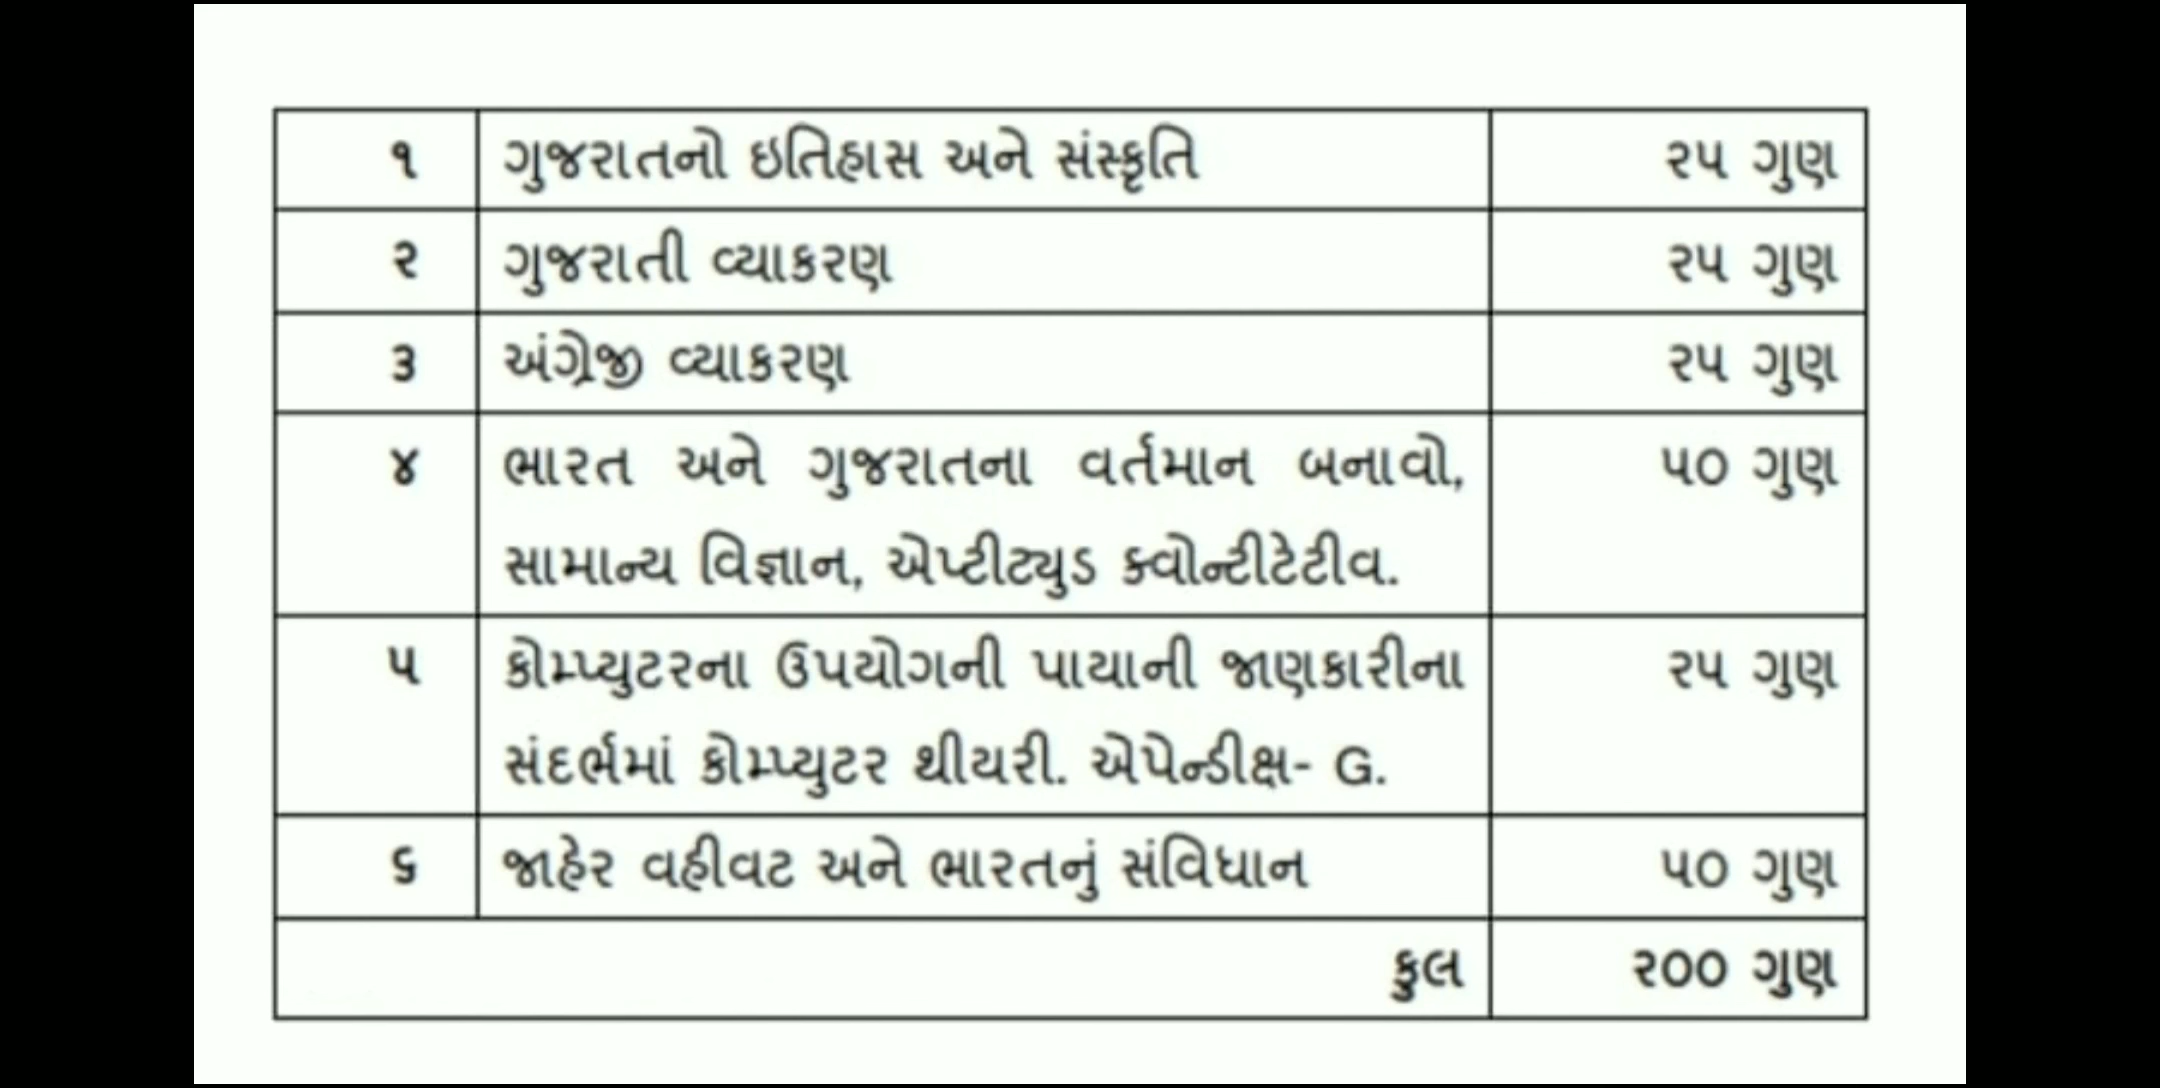 ૧ ગુજરાતનો ઇતિહાસ અને સંસ્કૃતિ ૨૫ ગુણ
૨ ગુજરાતી વ્યાકરણ ૨૫ ગુણ
૩ અંગ્રેજી વ્યાકરણ ૨૫ ગુણ
૪ ભારત અને ગુજરાતના વર્તમાન બનાવો, ૫૦ ગુણ
સામાન્ય વિજ્ઞાન, એપ્ટીટ્યુડ ક્વોન્ટીટેટીવ.
૫ કોમ્પ્યુટરના ઉપયોગની પાયાની જાણકારીના ૨૫ ગુણ
સંદર્ભમાં કોમ્પ્યુટર થીયરી. એપેન્ડીક્ષ- G.
૬ જાહેર વહીવટ અને ભારતનું સંવિધાન ૫૦ ગુણ
કુલ ૨૦૦ ગુણ